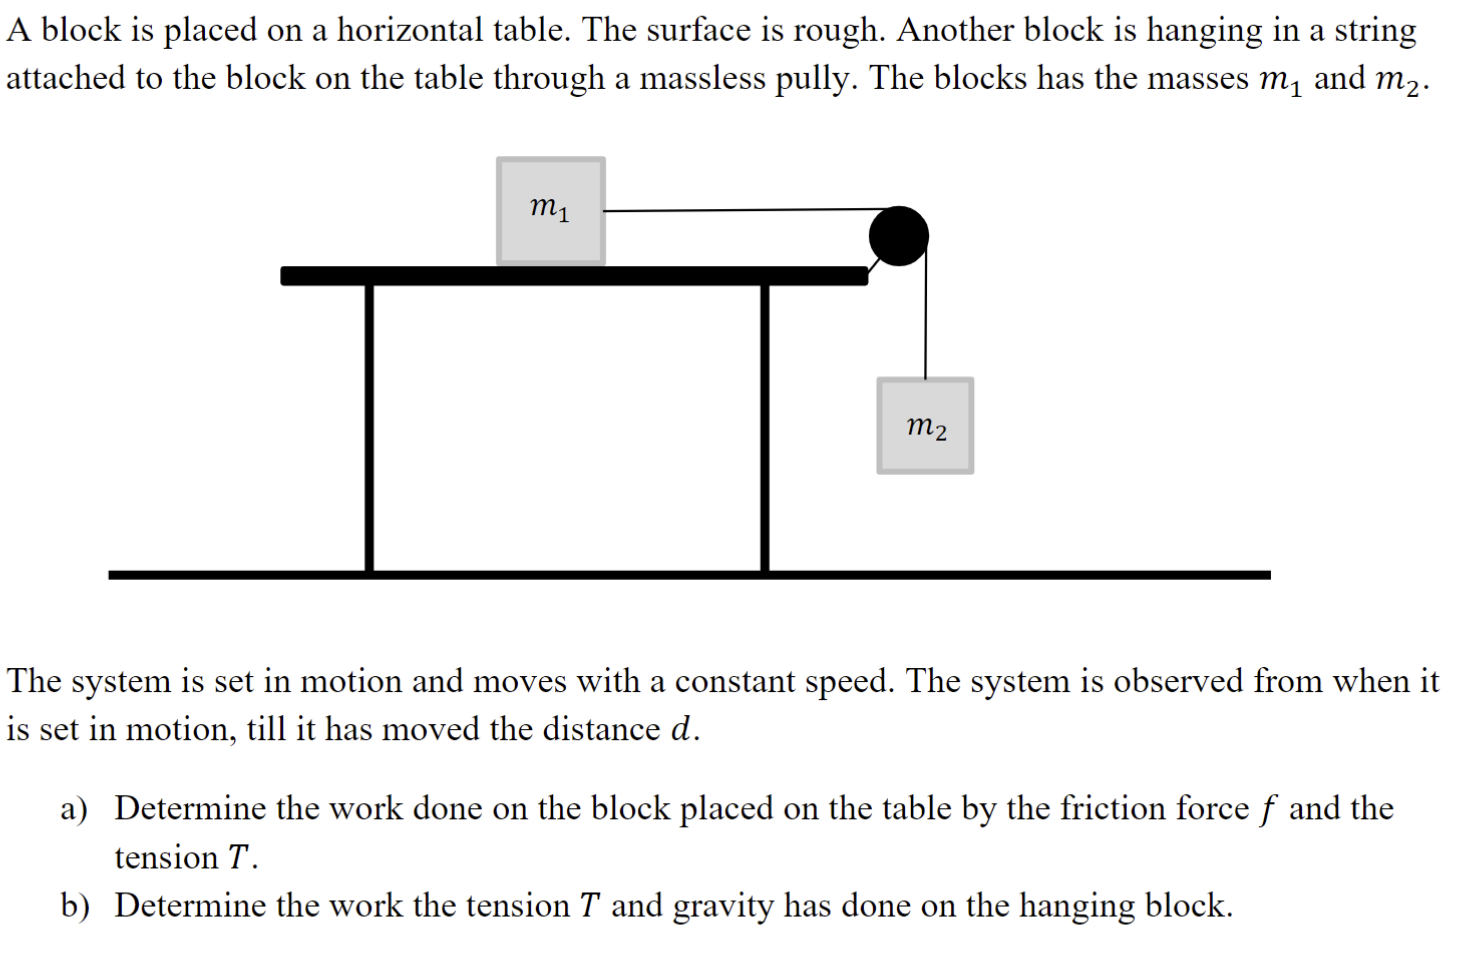 A block is placed on a horizontal table. The surface is rough. Another block is hanging in a string
attached to the block on the table through a massless pully. The blocks has the masses m₁ and m₂.
m₁
m₂
The system is set in motion and moves with a constant speed. The system is observed from when it
is set in motion, till it has moved the distance d.
a) Determine the work done on the block placed on the table by the friction force f and the
tension T.
b) Determine the work the tension T and gravity has done on the hanging block.